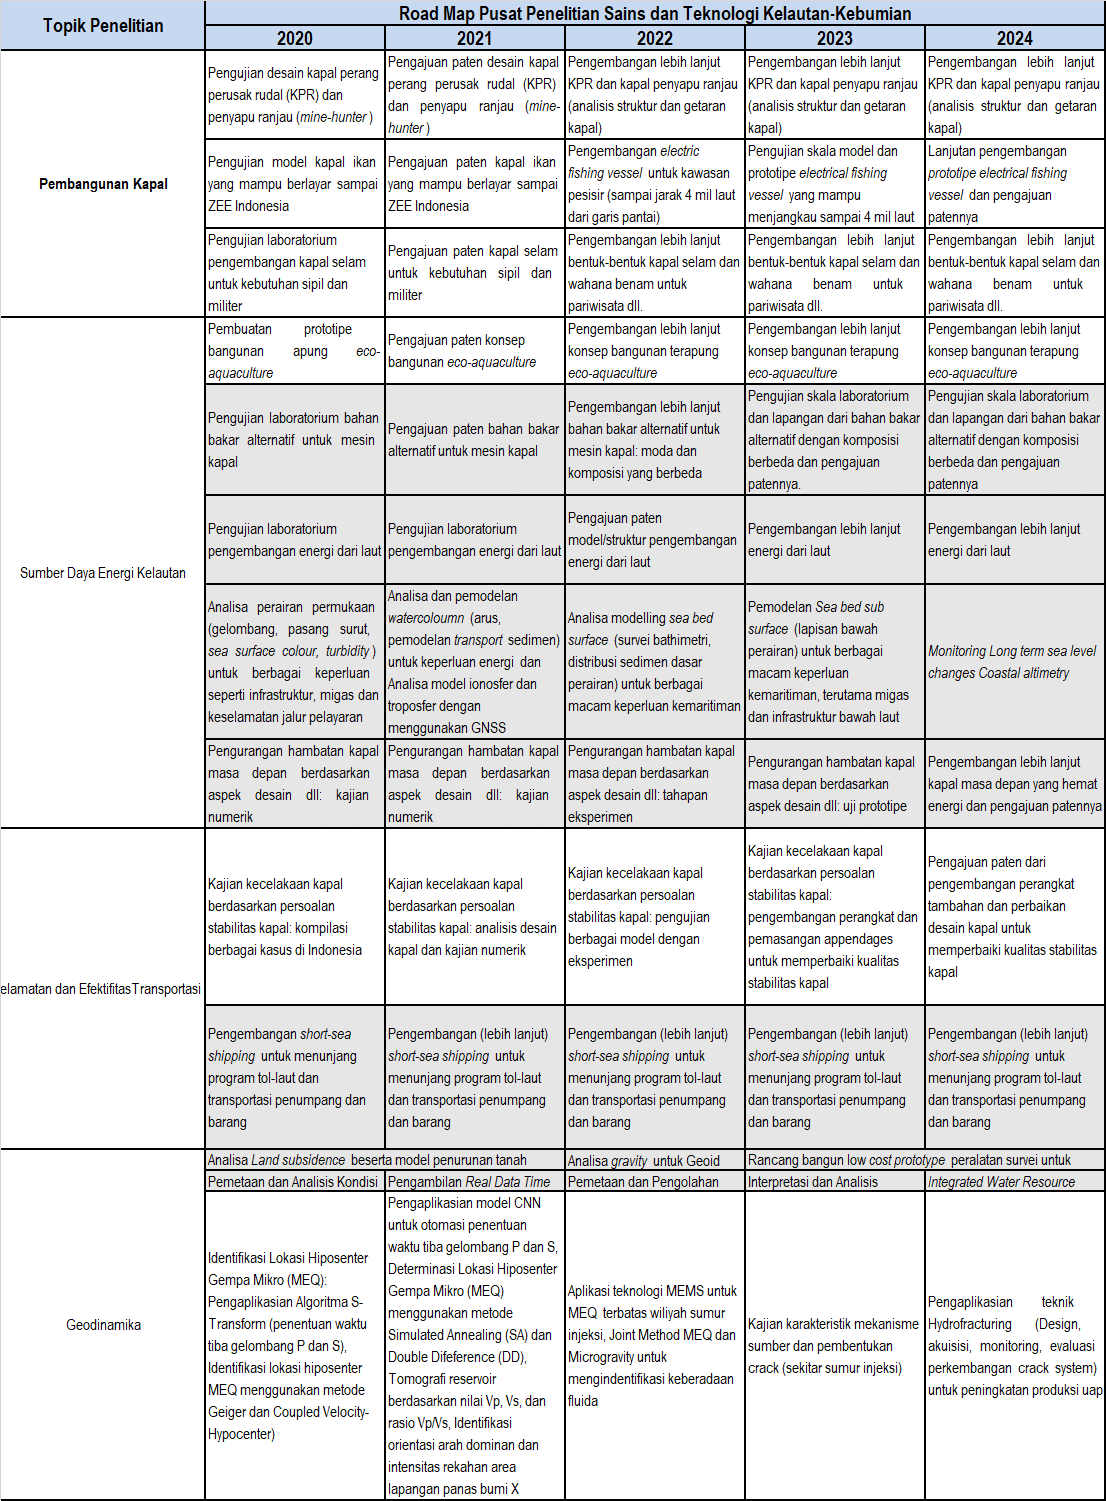 Topik Penelitian
Road Map Pusat Penelitian Sains dan Teknologi Kelautan-Kebumian
2020
2021
2022
2023
2024
Pembangunan Kapal
Pengujian desain kapal perang
perusak rudal (KPR) dan
penyapu ranjau (mine-hunter)
Pengajuan paten desain kapal
perang perusak rudal (KPR)
dan penyapu ranjau (mine-
hunter)
Pengembangan lebih lanjut
KPR dan kapal penyapu ranjau
(analisis struktur dan getaran
kapal)
Pengembangan lebih lanjut
KPR dan kapal penyapu ranjau
(analisis struktur dan getaran
kapal)
Pengembangan lebih lanjut
KPR dan kapal penyapu ranjau
(analisis struktur dan getaran
kapal)
Pengujian model kapal ikan
yang mampu berlayar sampai
ZEE Indonesia
Pengajuan paten kapal ikan
yang mampu berlayar sampai
ZEE Indonesia
Pengembangan electric
fishing vessel untuk kawasan
pesisir (sampai jarak 4 mil laut
dari garis pantai)
Pengujian skala model dan
prototipe electrical fishing
vessel yang mampu
menjangkau sampai 4 mil laut
Lanjutan pengembangan
prototipe electrical fishing
vessel dan pengajuan
patennya
Pengujian laboratorium
pengembangan kapal selam
untuk kebutuhan sipil dan
militer
Pengajuan paten kapal selam
untuk kebutuhan sipil dan
militer
Pengembangan lebih lanjut
bentuk-bentuk kapal selam dan
wahana benam untuk
pariwisata dll.
Pengembangan lebih lanjut
bentuk-bentuk kapal selam dan
wahana benam untuk
pariwisata dll.
Pengembangan lebih lanjut
bentuk-bentuk kapal selam dan
wahana benam untuk
pariwisata dll.
Sumber Daya Energi Kelautan
Pembuatan prototipe
bangunan apung eco-
aquaculture
Pengajuan paten konsep
bangunan eco-aquaculture
Pengembangan lebih lanjut
konsep bangunan terapung
eco-aquaculture
Pengembangan lebih lanjut
konsep bangunan terapung
eco-aquaculture
Pengembangan lebih lanjut
konsep bangunan terapung
eco-aquaculture
Pengujian laboratorium bahan
bakar alternatif untuk mesin
kapal
Pengajuan paten bahan bakar
alternatif untuk mesin kapal
Pengembangan lebih lanjut
bahan bakar alternatif untuk
mesin kapal: moda dan
komposisi yang berbeda
Pengujian skala laboratorium
dan lapangan dari bahan bakar
alternatif dengan komposisi
berbeda dan pengajuan
patennya.
Pengujian skala laboratorium
dan lapangan dari bahan bakar
alternatif dengan komposisi
berbeda dan pengajuan
patennya
Pengujian laboratorium
pengembangan energi dari laut
Pengujian laboratorium
pengembangan energi dari laut
Pengajuan paten
model/struktur pengembangan
energi dari laut
Pengembangan lebih lanjut
energi dari laut
Pengembangan lebih lanjut
energi dari laut
Analisa perairan permukaan
(gelombang, pasang surut,
sea surface colour, turbidity)
untuk berbagai keperluan
seperti infrastruktur, migas dan
keselamatan jalur pelayaran
Analisa dan pemodelan
watercoloumn (arus,
pemodelan transport sedimen)
untuk keperluan energi dan
Analisa model ionosfer dan
troposfer dengan
menggunakan GNSS
Analisa modelling sea bed
surface (survei bathimetri,
distribusi sedimen dasar
perairan) untuk berbagai
macam keperluan kemaritiman
Pemodelan Sea bed sub
surface (lapisan bawah
perairan) untuk berbagai
macam keperluan
kemaritiman, terutama migas
dan infrastruktur bawah laut
Monitoring Long term sea level
changes Coastal altimetry
Pengurangan hambatan kapal
masa depan berdasarkan
aspek desain dll: kajian
numerik
Pengurangan hambatan kapal
masa depan berdasarkan
aspek desain dll: kajian
numerik
Pengurangan hambatan kapal
masa depan berdasarkan
aspek desain dll: tahapan
eksperimen
Pengurangan hambatan kapal
masa depan berdasarkan
aspek desain dll: uji prototipe
Pengembangan lebih lanjut
kapal masa depan yang hemat
energi dan pengajuan patennya
elamatan dan Efektifitas Transportasi
Kajian kecelakaan kapal
berdasarkan persoalan
stabilitas kapal: kompilasi
berbagai kasus di Indonesia
Kajian kecelakaan kapal
berdasarkan persoalan
stabilitas kapal: analisis desain
kapal dan kajian numerik
Kajian kecelakaan kapal
berdasarkan persoalan
stabilitas kapal: pengujian
berbagai model dengan
eksperimen
Kajian kecelakaan kapal
berdasarkan persoalan
stabilitas kapal:
pengembangan perangkat dan
pemasangan appendages
untuk memperbaiki kualitas
stabilitas kapal
Pengajuan paten dari
pengembangan perangkat
tambahan dan perbaikan
desain kapal untuk
memperbaiki kualitas stabilitas
kapal
Pengembangan short-sea
shipping untuk menunjang
program tol-laut dan
transportasi penumpang dan
barang
Pengembangan (lebih lanjut)
short-sea shipping untuk
menunjang program tol-laut
dan transportasi penumpang
dan barang
Pengembangan (lebih lanjut)
short-sea shipping untuk
menunjang program tol-laut
dan transportasi penumpang
dan barang
Pengembangan (lebih lanjut)
short-sea shipping untuk
menunjang program tol-laut
dan transportasi penumpang
dan barang
Pengembangan (lebih lanjut)
short-sea shipping untuk
menunjang program tol-laut
dan transportasi penumpang
dan barang
Geodinamika
Analisa Land subsidence beserta model penurunan tanah
Analisa gravity untuk Geoid
Rancang bangun low cost prototype peralatan survei untuk
Pemetaan dan Analisis Kondisi
Pengambilan Real Data Time
Pemetaan dan Pengolahan
Interpretasi dan Analisis
Integrated Water Resource
Identifikasi Lokasi Hiposenter
Gempa Mikro (MEQ):
Pengaplikasian Algoritma S-
Transform (penentuan waktu
tiba gelombang P dan S),
Identifikasi lokasi hiposenter
MEQ menggunakan metode
Geiger dan Coupled Velocity-
Hypocenter)
Pengaplikasian model CNN
untuk otomasi penentuan
waktu tiba gelombang P dan S,
Determinasi Lokasi Hiposenter
Gempa Mikro (MEQ)
menggunakan metode
Simulated Annealing (SA) dan
Double Diference (DD),
Tomografi reservoir
berdasarkan nilai Vp, Vs, dan
rasio Vp/Vs, Identifikasi
orientasi arah dominan dan
intensitas rekahan area
lapangan panas bumi X
Aplikasi teknologi MEMS untuk
MEQ terbatas wiliyah sumur
injeksi, Joint Method MEQ dan
Microgravity untuk
mengindentifikasi keberadaan
fluida
Kajian karakteristik mekanisme
sumber dan pembentukan
crack (sekitar sumur injeksi)
Pengaplikasian teknik
Hydrofracturing (Design,
akuisisi, monitoring, evaluasi
perkembangan crack system)
untuk peningkatan produksi uap